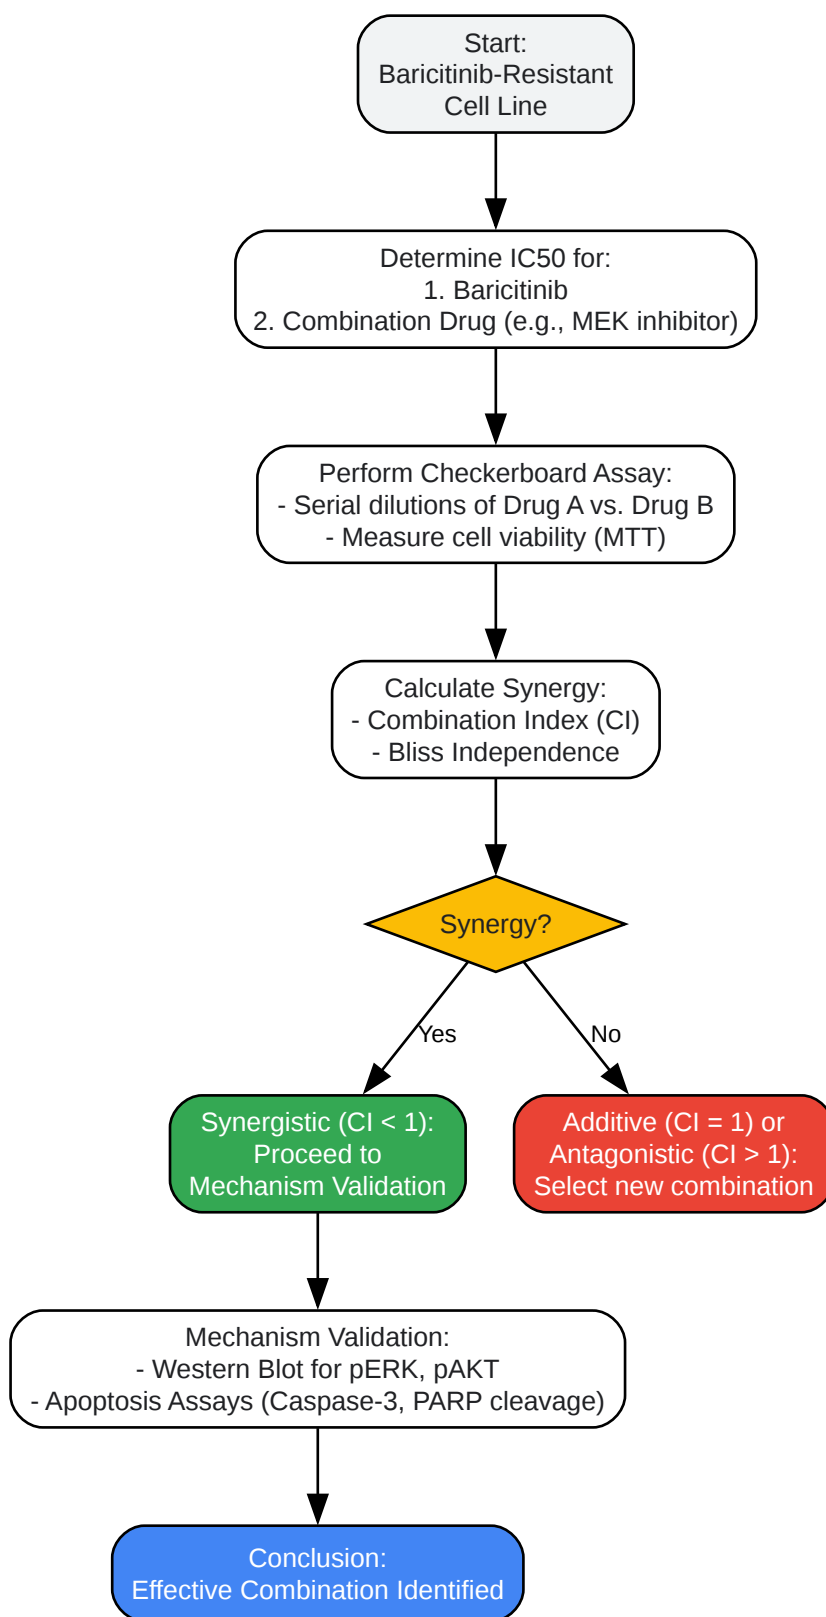 Start:
Baricitinib-Resistant
Cell Line
Determine IC50 for:
1. Baricitinib
2. Combination Drug (e.g., MEK inhibitor)
Perform Checkerboard Assay:
- Serial dilutions of Drug A vs. Drug B
- Measure cell viability (MTT)
Calculate Synergy:
- Combination Index (CI)
- Bliss Independence
Synergy?
Yes
No
Synergistic (CI < 1):
Proceed to
Mechanism Validation
Additive (CI = 1) or
Antagonistic (CI > 1):
Select new combination
Mechanism Validation:
- Western Blot for pERK, pAKT
- Apoptosis Assays (Caspase-3, PARP cleavage)
Conclusion:
Effective Combination Identified